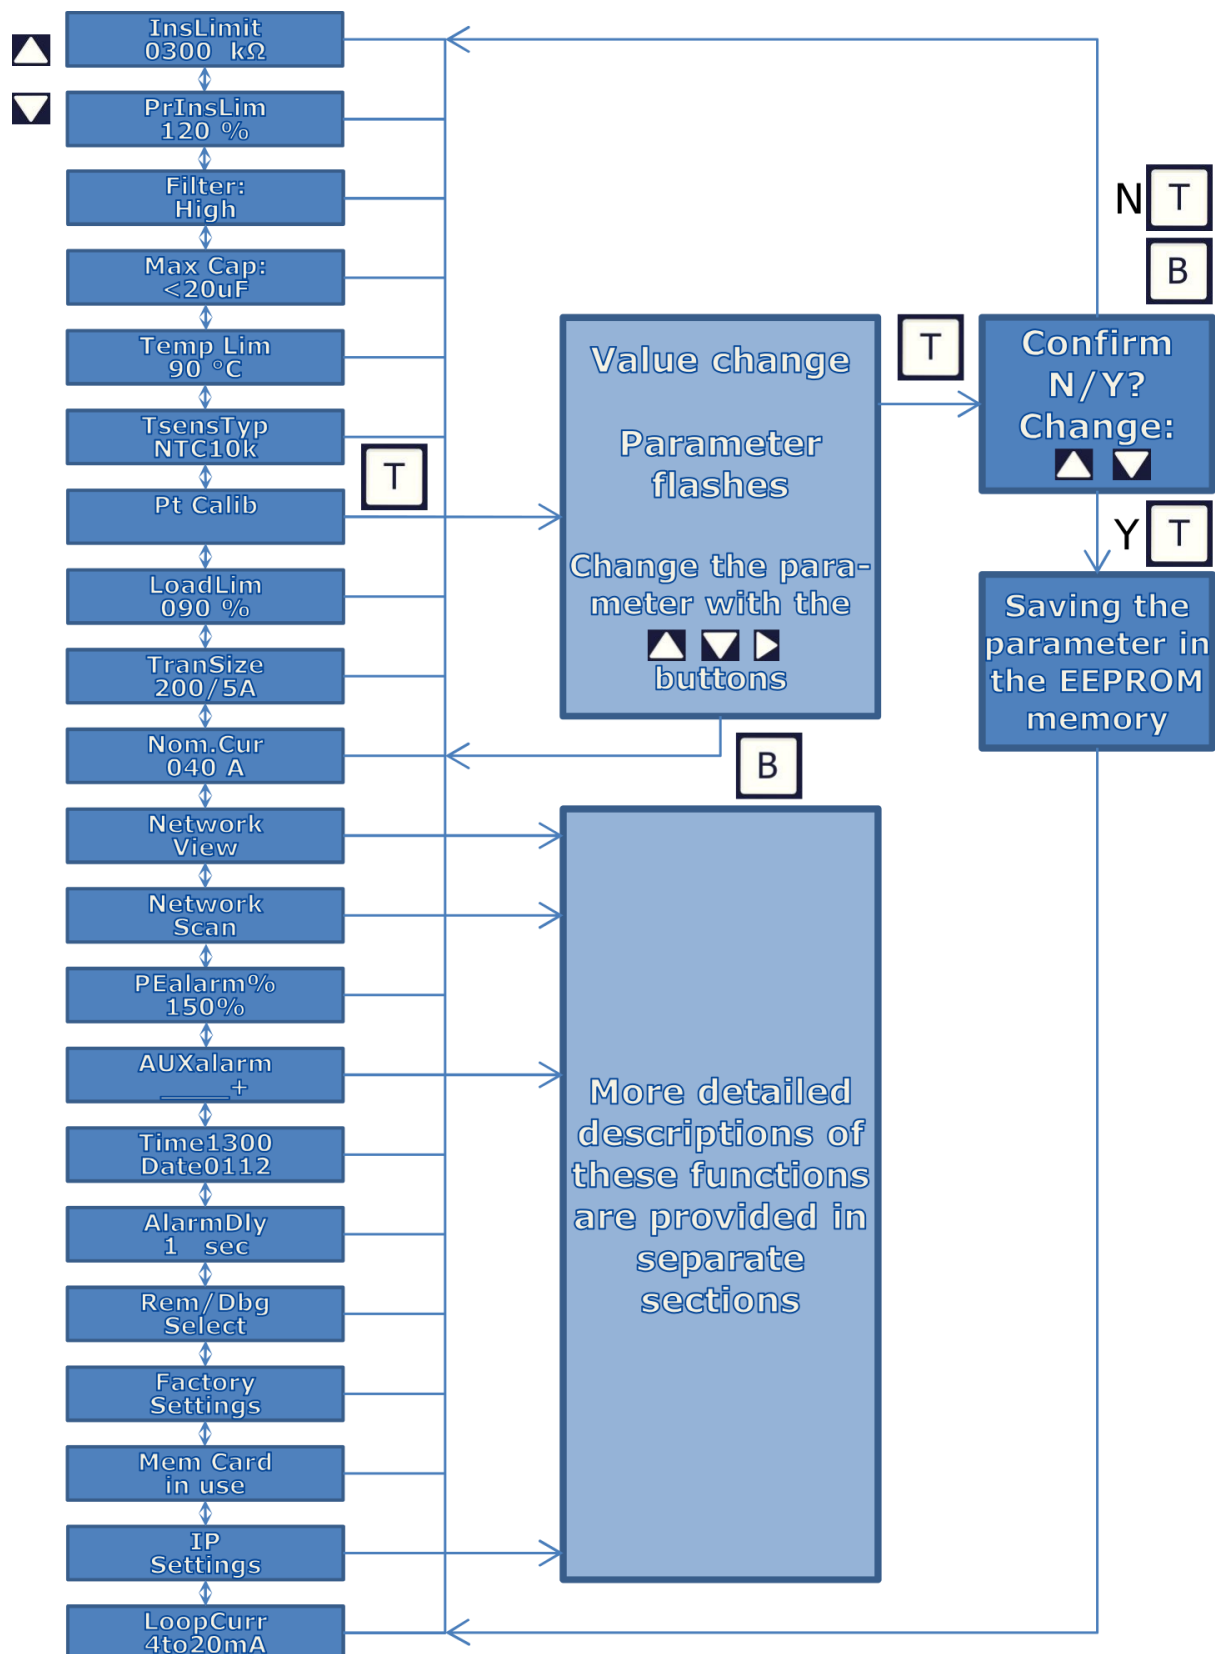 InsLimit
0300 kΩ
PrInsLim
120 %
Filter:
High
Max Cap:
<20uF
Temp Lim
90 °C
TsensTyp
NTC10k
Pt Calib
LoadLim
090 %
TranSize
200/5A
Nom.Cur
040 A
Network
View
Network
Scan
PEalarm%
150%
AUXalarm
_____+
Time1300
Date0112
AlarmDly
1 sec
Rem/Dbg
Select
Factory
Settings
Mem Card
in use
IP
Settings
LoopCurr
4to20mA
T
Value change
Parameter
flashes
Change the para-
meter with the
buttons
B
More detailed
descriptions of
these functions
are provided in
separate
sections
T
N T
B
Confirm
N/Y?
Change:
Y T
Saving the
parameter in
the EEPROM
memory